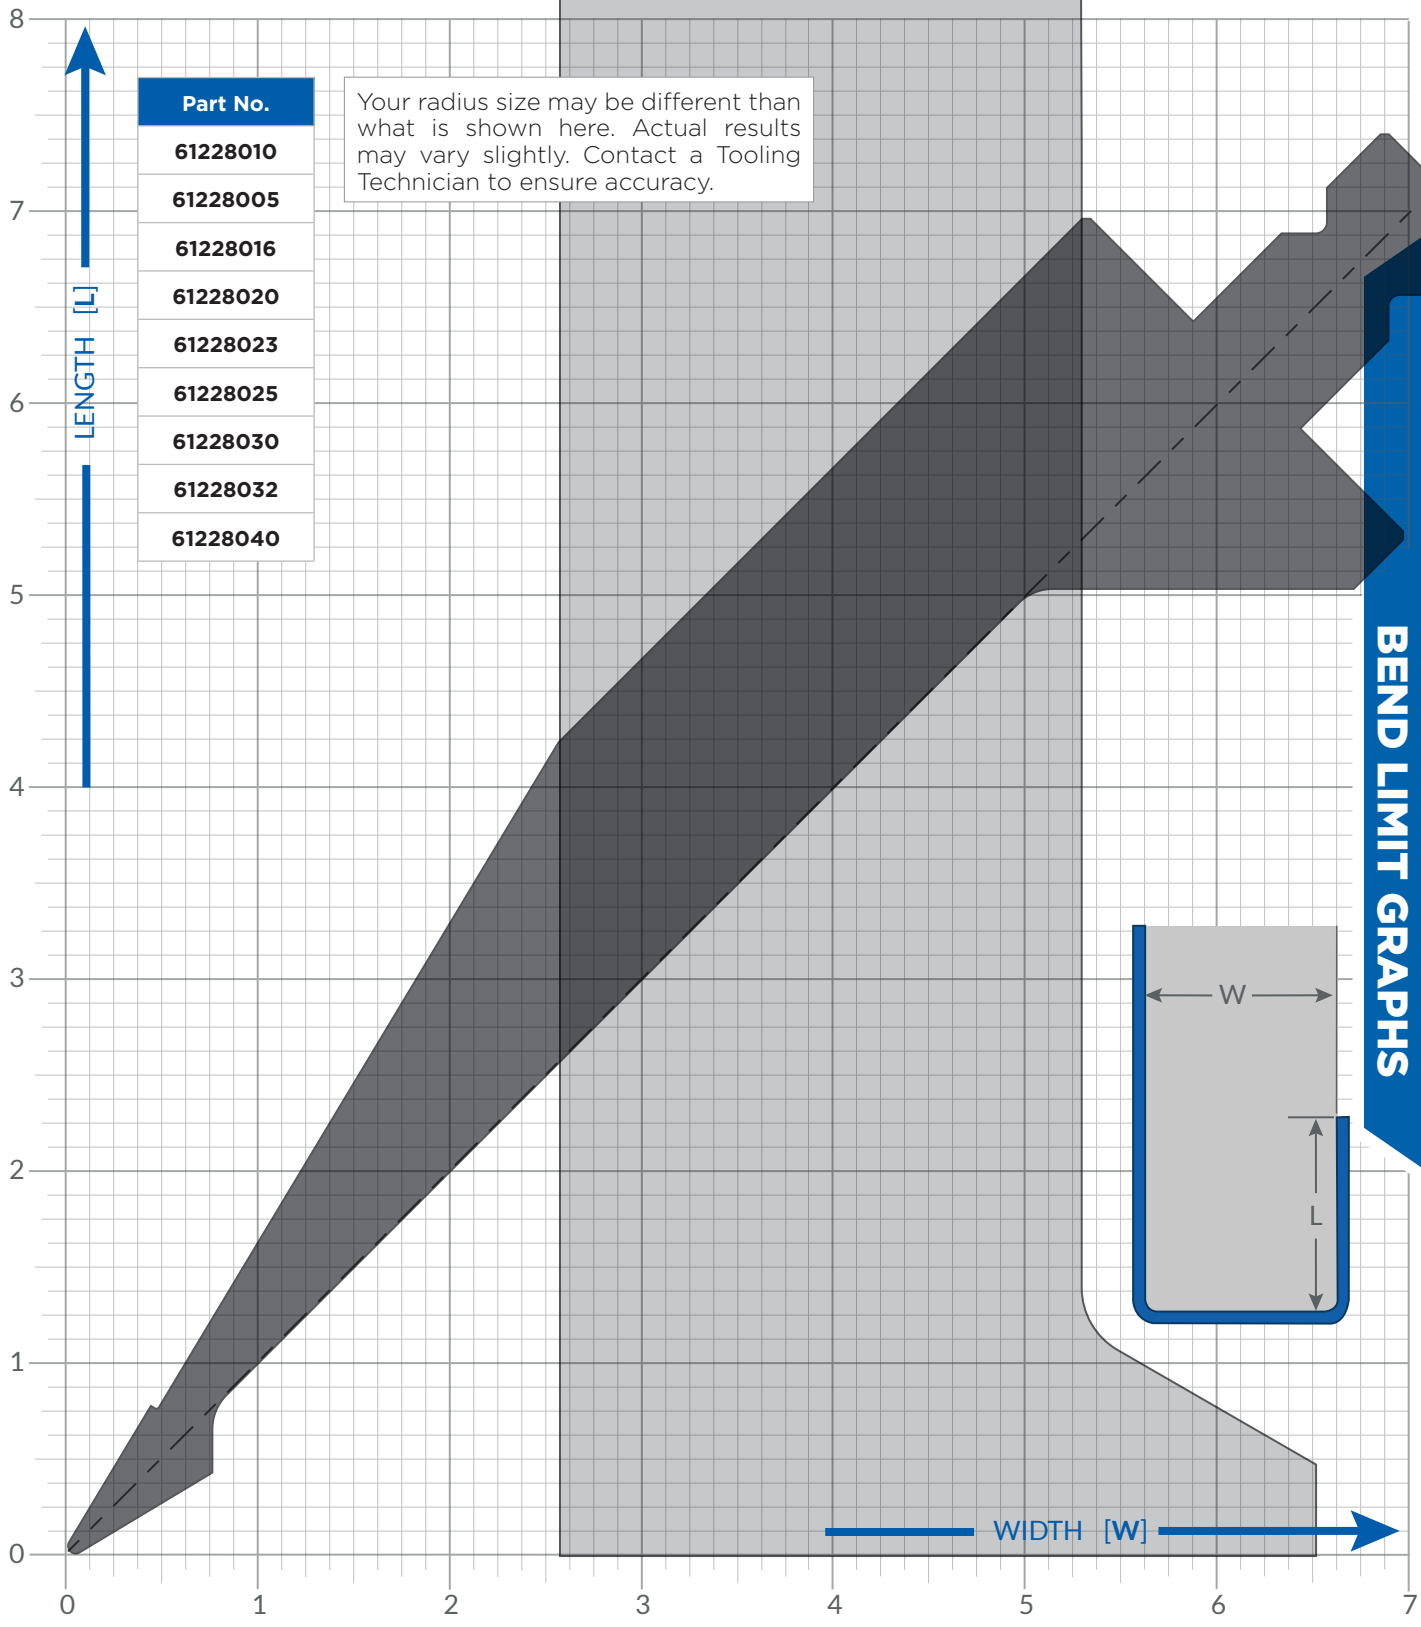 8
7
6
5
4
3
2
1
0
LENGTH [L]
Part No.
61228010
61228005
61228016
61228020
61228023
61228025
61228030
61228032
61228040
Your radius size may be different than
what is shown here. Actual results
may vary slightly. Contact a Tooling
Technician to ensure accuracy.
BEND LIMIT GRAPHS
W
L
WIDTH [W]
0 1 2 3 4 5 6 7